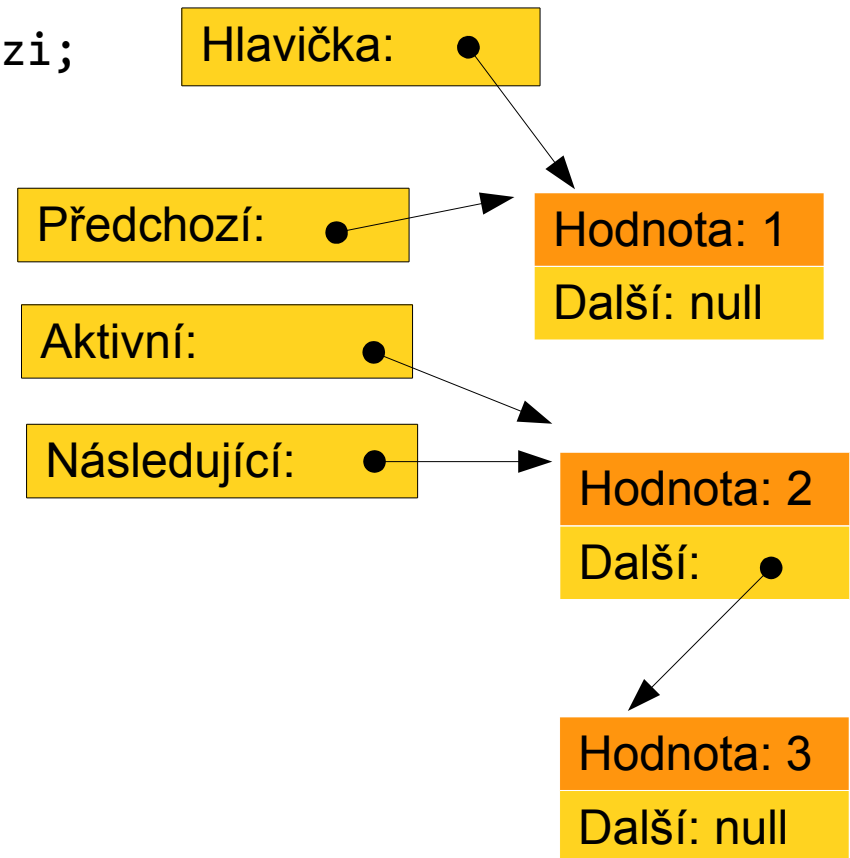 zi;
Hlavička:
Předchozí:
Hodnota: 1
Další: null
Aktivní:
Následující:
Hodnota: 2
Další:
Hodnota: 3
Další: null